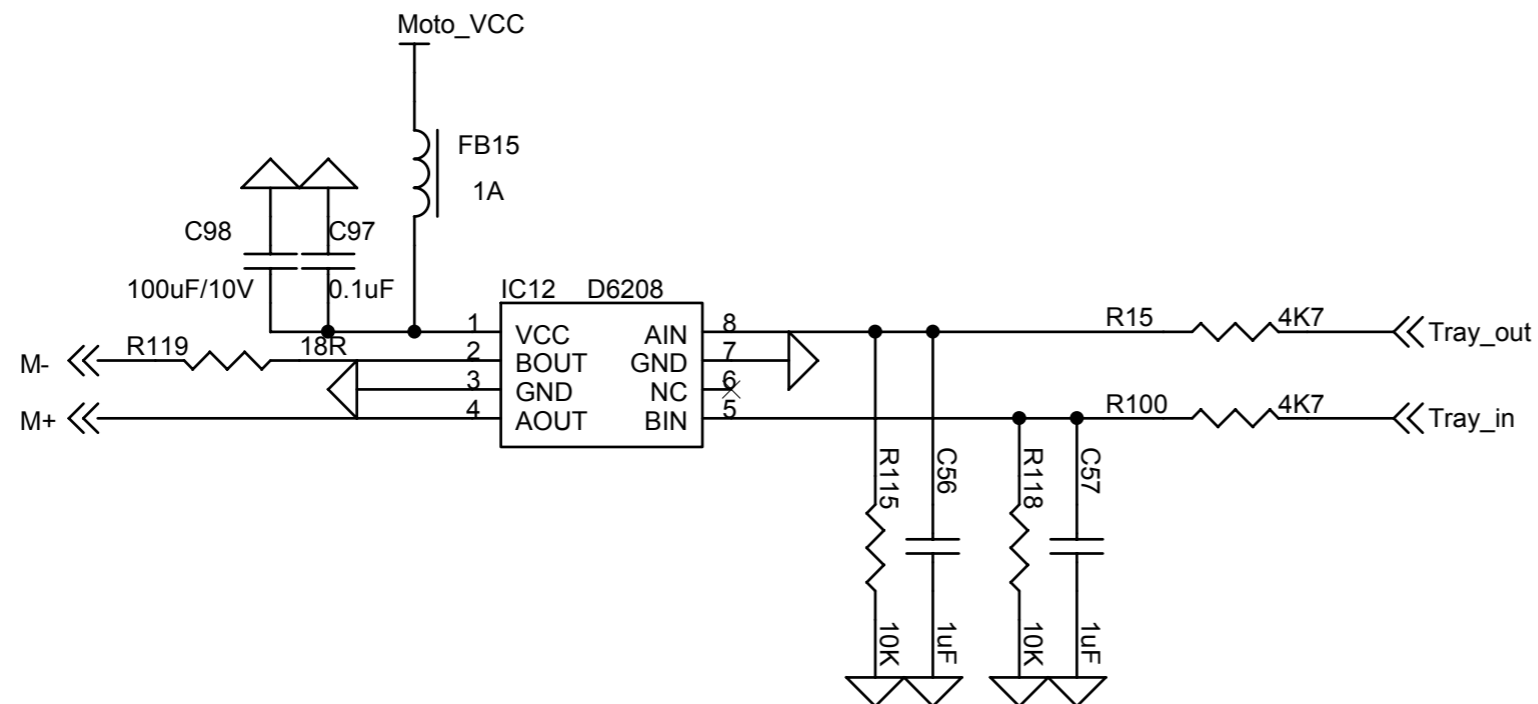 Moto_VCC
FB15
1A
C98
C97
100uF/10V
0.1uF
IC12 D6208
1 VCC AIN 8
2 BOUT GND 7
3 GND NC 6
4 AOUT BIN 5
M-
R119
18R
M+
R15
4K7
Tray_out
R100
4K7
Tray_in
R115
C56
R118
C57
10K
1uF
10K
1uF